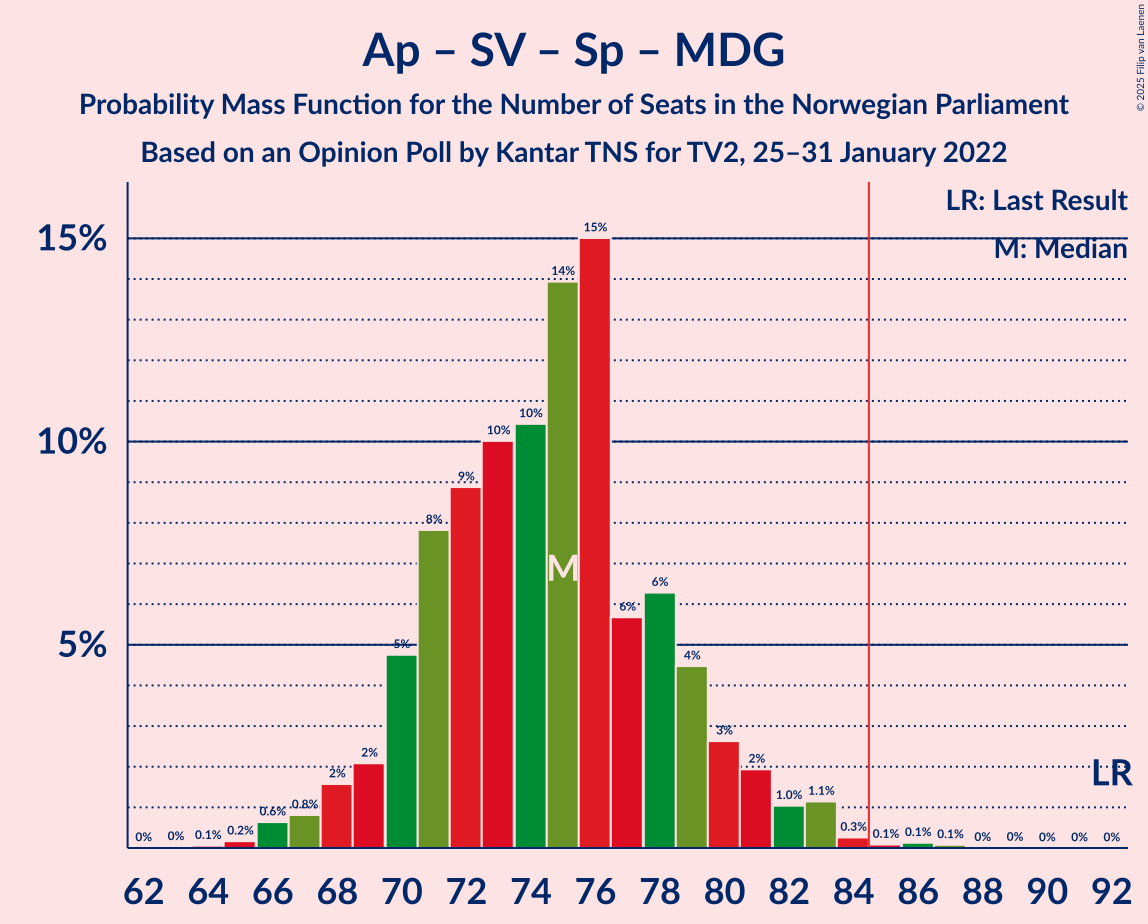 Ap – SV – Sp – MDG
Probability Mass Function for the Number of Seats in the Norwegian Parliament
Based on an Opinion Poll by Kantar TNS for TV2, 25–31 January 2022
© 2025 Filip van Laenen
LR: Last Result
M: Median
15%
10%
5%
0% 0% 0.1% 0.2% 0.6% 0.8% 2% 2% 5% 8% 9% 10% 10% 14% 15% 6% 6% 4% 3% 2% 1.0% 1.1% 0.3% 0.1% 0.1% 0.1% 0% 0% 0% 0% 0%
M
LR
62 64 66 68 70 72 74 76 78 80 82 84 86 88 90 92